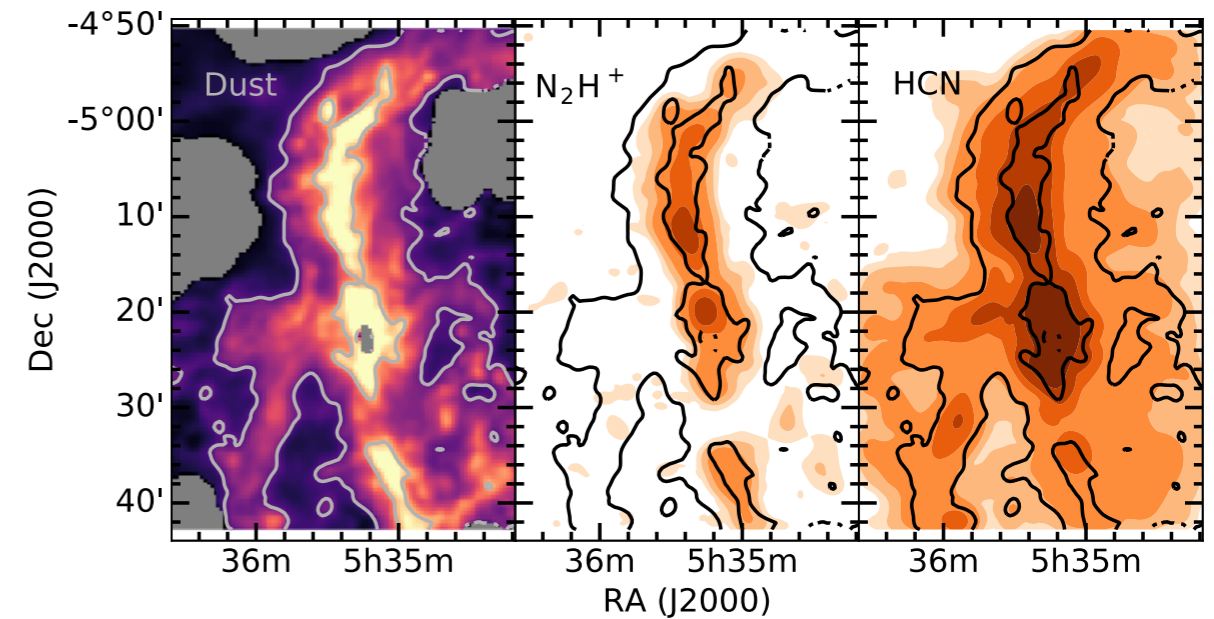 -4°50'
-5°00'
10'
20'
30'
40'
Dec (J2000)
Dust
N₂H⁺
HCN
36m 5h35m 36m 5h35m 36m 5h35m
RA (J2000)